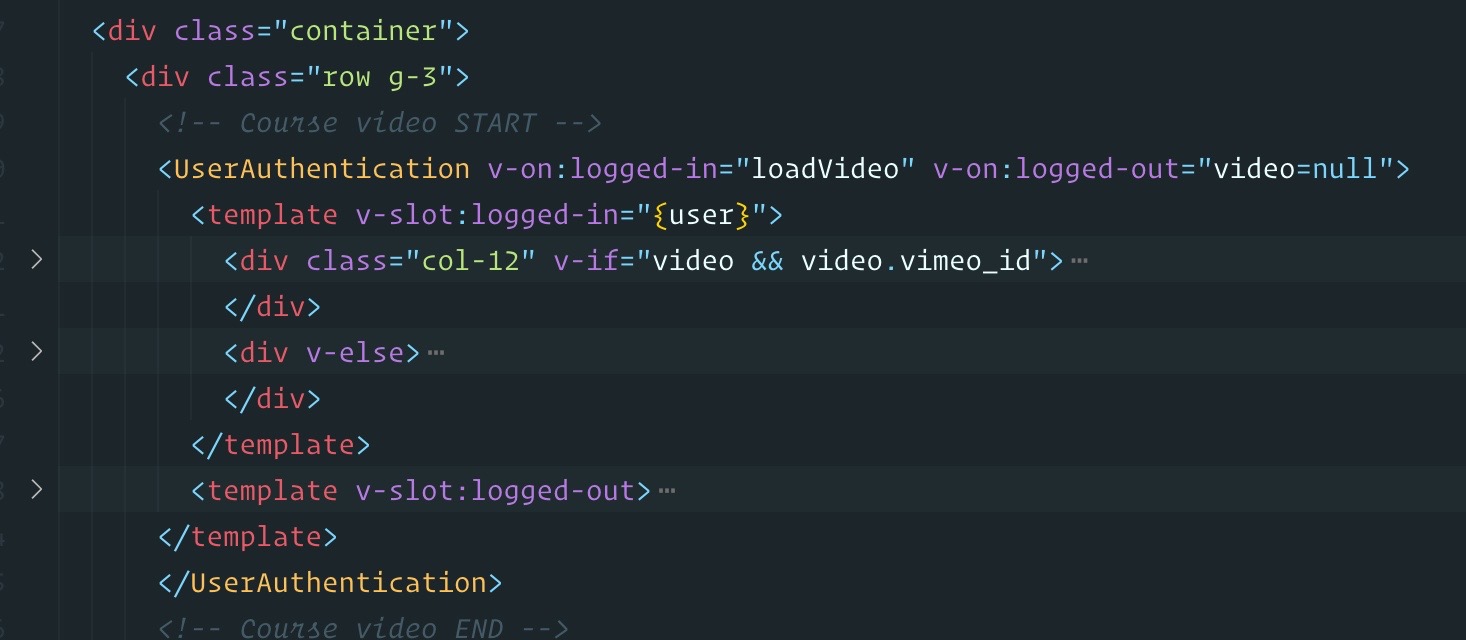 <div class="container">
<div class="row g-3">
<!-- Course video START -->
<UserAuthentication v-on:logged-in="loadVideo" v-on:logged-out="video=null">
<template v-slot:logged-in="{user}">
<div class="col-12" v-if="video && video.vimeo_id">…
</div>
<div v-else>…
</div>
</template>
<template v-slot:logged-out>…
</template>
</UserAuthentication>
<!-- Course video END -->